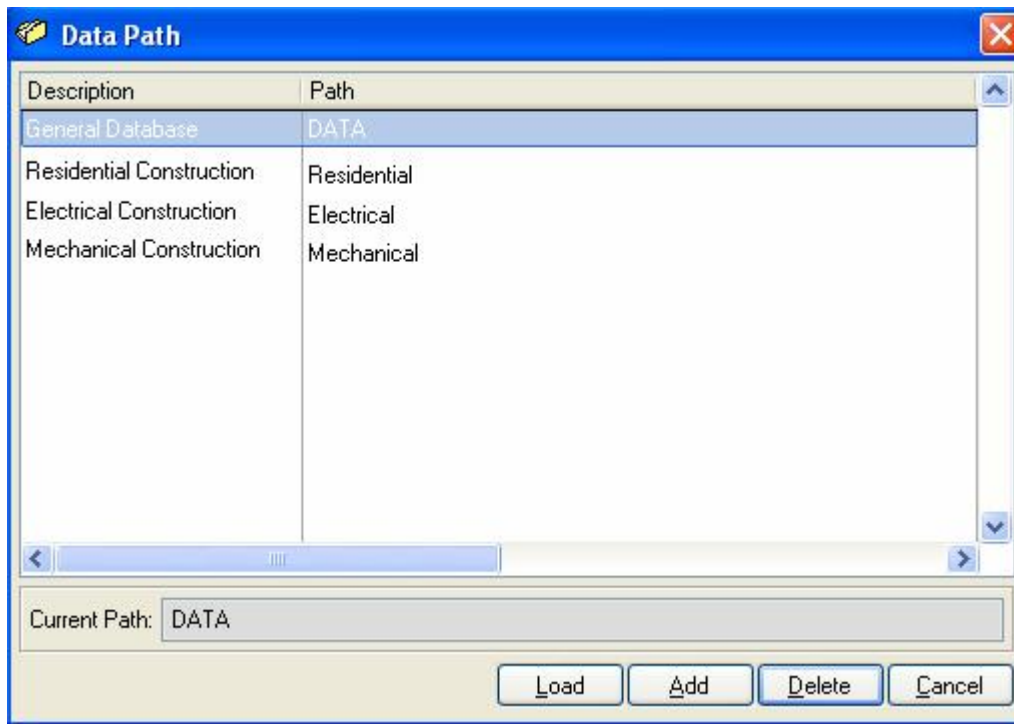 Data Path
Description Path
General Database DATA
Residential Construction Residential
Electrical Construction Electrical
Mechanical Construction Mechanical
Current Path: DATA
Load Add Delete Cancel